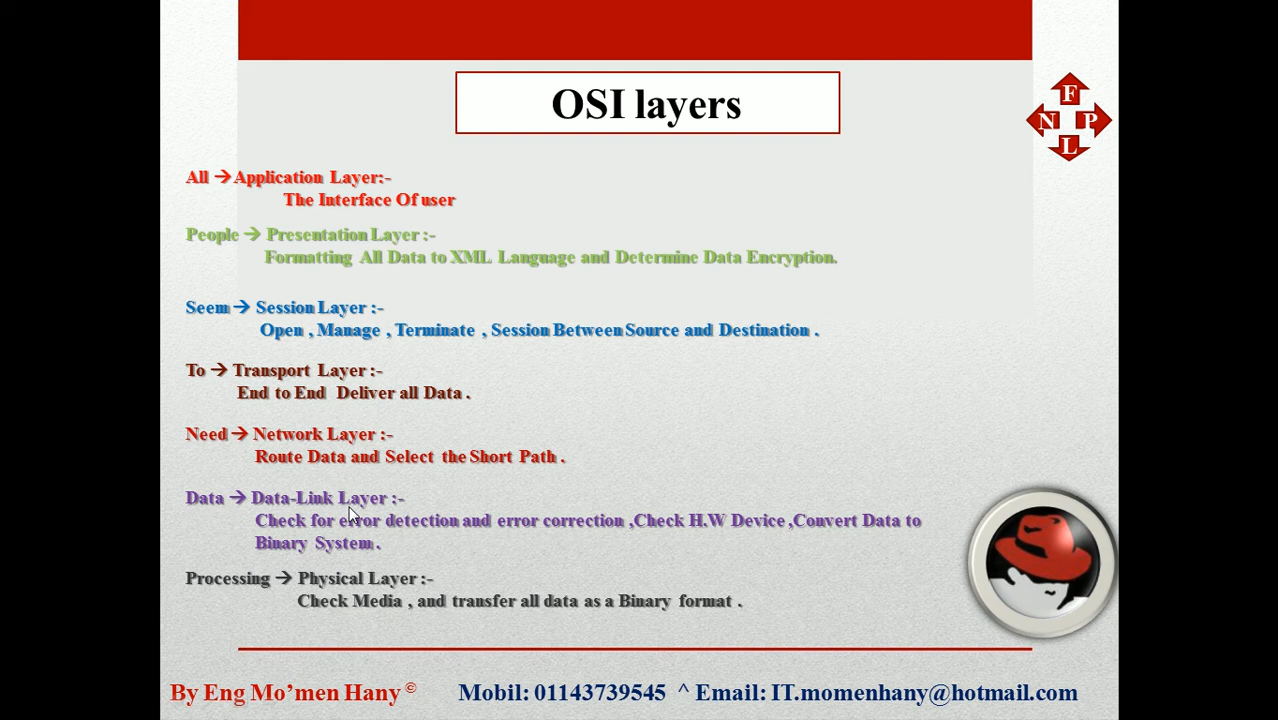 OSI layers
F
N P
L
All → Application Layer:-
The Interface Of user
People → Presentation Layer :-
Formatting All Data to XML Language and Determine Data Encryption.
Seem → Session Layer :-
Open , Manage , Terminate , Session Between Source and Destination .
To → Transport Layer :-
End to End Deliver all Data .
Need → Network Layer :-
Route Data and Select the Short Path .
Data → Data-Link Layer :-
Check for error detection and error correction ,Check H.W Device ,Convert Data to
Binary System .
Processing → Physical Layer :-
Check Media , and transfer all data as a Binary format .
By Eng Mo’men Hany © Mobil: 01143739545 ^ Email: IT.momenhany@hotmail.com